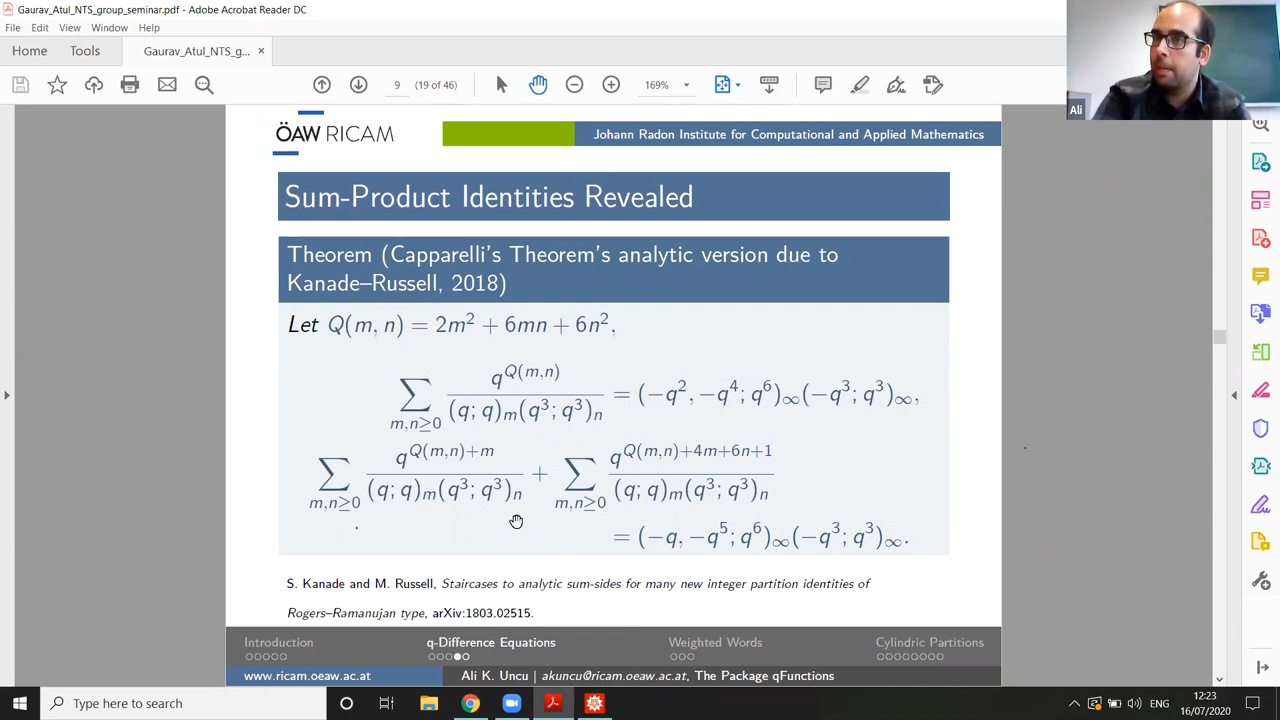 Gaurav_Atul_NTS_group_seminar.pdf - Adobe Acrobat Reader DC
File Edit View Window Help
Home Tools Gaurav_Atul_NTS_g... ×
9 (19 of 46) 169%
Ali
ÖAW RICAM
Johann Radon Institute for Computational and Applied Mathematics
Sum-Product Identities Revealed
Theorem (Capparelli's Theorem's analytic version due to
Kanade–Russell, 2018)
Let Q(m, n) = 2m² + 6mn + 6n²,
∑_{m,n≥0} q^{Q(m,n)} / (q; q)_m(q³; q³)_n = (−q², −q⁴; q⁶)_∞(−q³; q³)_∞,
∑_{m,n≥0} q^{Q(m,n)+m} / (q; q)_m(q³; q³)_n + ∑_{m,n≥0} q^{Q(m,n)+4m+6n+1} / (q; q)_m(q³; q³)_n
= (−q, −q⁵; q⁶)_∞(−q³; q³)_∞.
S. Kanade and M. Russell, Staircases to analytic sum-sides for many new integer partition identities of
Rogers–Ramanujan type, arXiv:1803.02515.
Introduction q-Difference Equations Weighted Words Cylindric Partitions
www.ricam.oeaw.ac.at Ali K. Uncu | akuncu@ricam.oeaw.ac.at, The Package qFunctions
Type here to search
ENG
12:23
16/07/2020